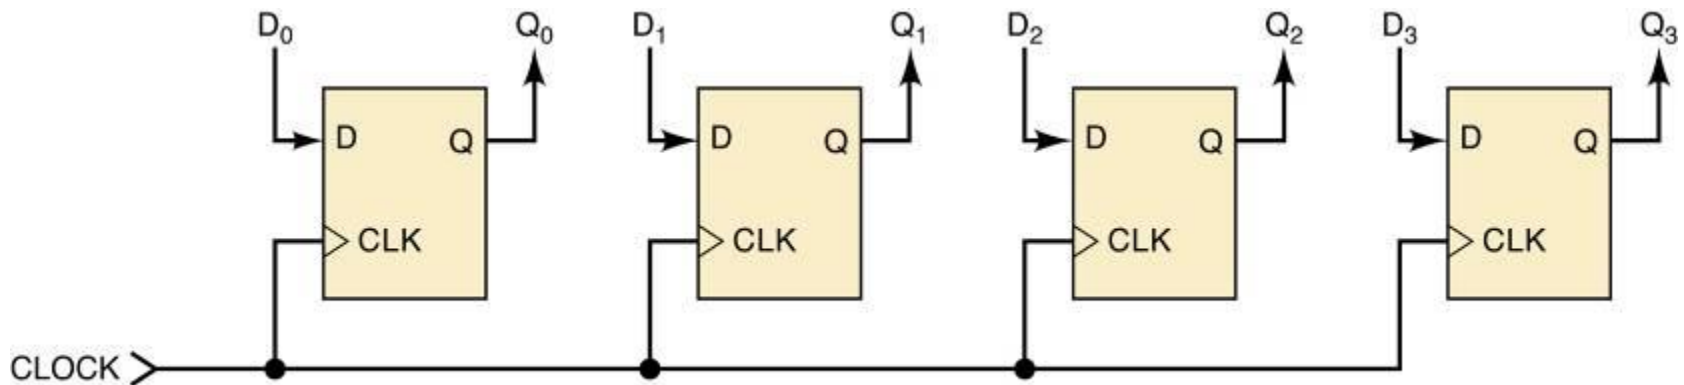 D₀ Q₀ D₁ Q₁ D₂ Q₂ D₃ Q₃
D Q D Q D Q D Q
CLK CLK CLK CLK
CLOCK